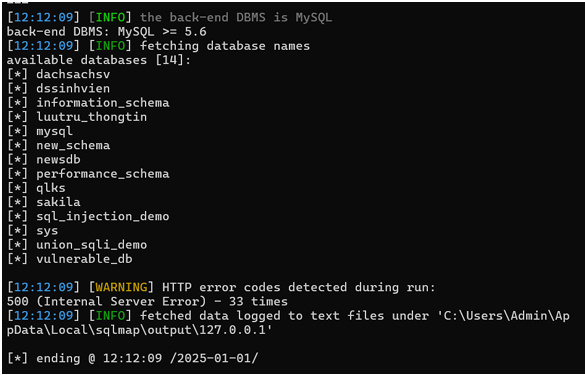 [12:12:09] [INFO] the back-end DBMS is MySQL
back-end DBMS: MySQL >= 5.6
[12:12:09] [INFO] fetching database names
available databases [14]:
[*] dachsachsv
[*] dssinhvien
[*] information_schema
[*] luutru_thongtin
[*] mysql
[*] new_schema
[*] newsdb
[*] performance_schema
[*] qlks
[*] sakila
[*] sql_injection_demo
[*] sys
[*] union_sqli_demo
[*] vulnerable_db
[12:12:09] [WARNING] HTTP error codes detected during run:
500 (Internal Server Error) - 33 times
[12:12:09] [INFO] fetched data logged to text files under 'C:\Users\Admin\Ap
pData\Local\sqlmap\output\127.0.0.1'
[*] ending @ 12:12:09 /2025-01-01/